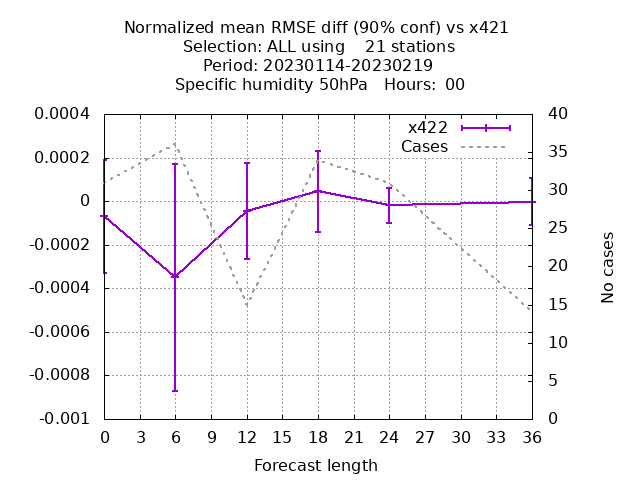 Normalized mean RMSE diff (90% conf) vs x421
Selection: ALL using    21 stations
Period: 20230114-20230219
Specific humidity 50hPa   Hours:  00
0.0004
0.0002
0
-0.0002
-0.0004
-0.0006
-0.0008
-0.001
x422
Cases
40
35
30
25
20
15
10
5
0
No cases
0 3 6 9 12 15 18 21 24 27 30 33 36
Forecast length